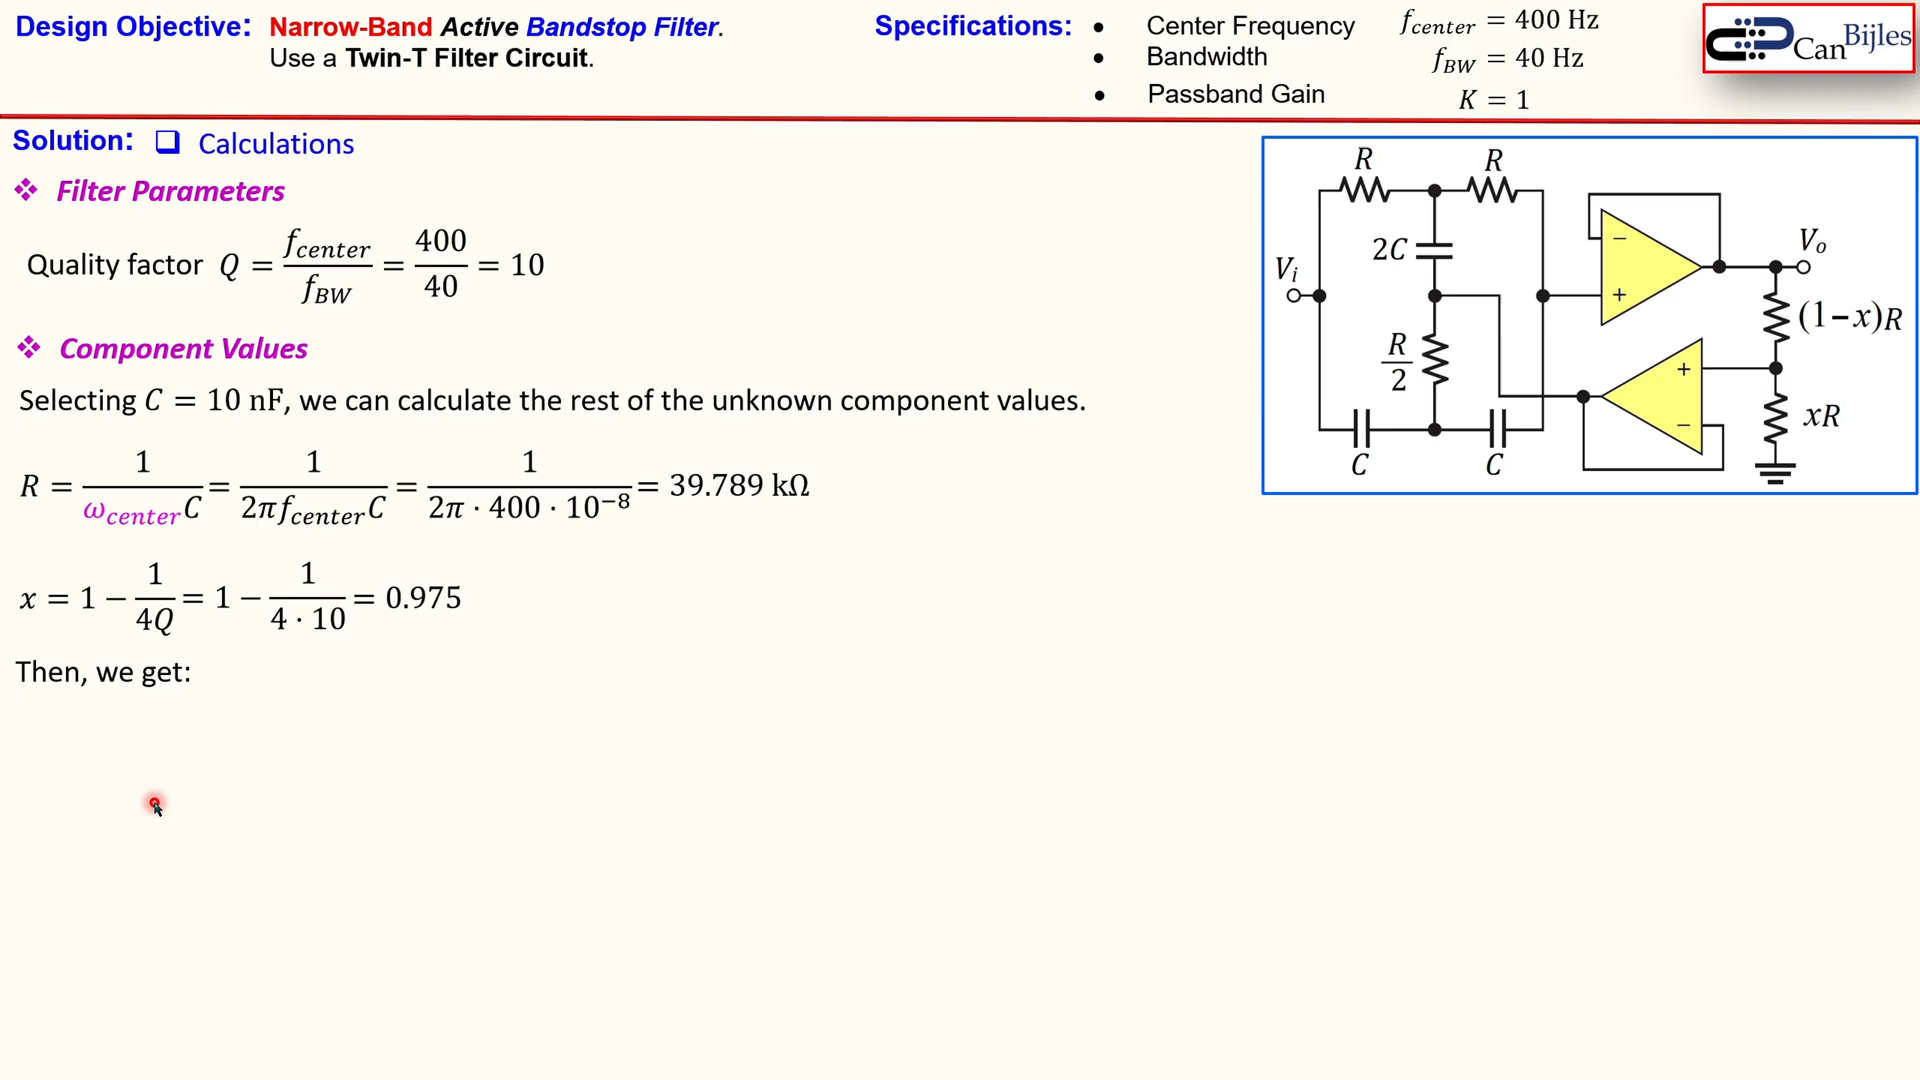 Design Objective: Narrow-Band Active Bandstop Filter.
Use a Twin-T Filter Circuit.
Specifications: • Center Frequency f_center = 400 Hz
• Bandwidth f_BW = 40 Hz
• Passband Gain K = 1
CanBijles
Solution: ❑ Calculations
❖ Filter Parameters
Quality factor Q = f_center / f_BW = 400 / 40 = 10
❖ Component Values
Selecting C = 10 nF, we can calculate the rest of the unknown component values.
R = 1 / ω_center C = 1 / 2πf_center C = 1 / 2π · 400 · 10⁻⁸ = 39.789 kΩ
x = 1 − 1 / 4Q = 1 − 1 / 4 · 10 = 0.975
Then, we get:
R R
2C
V_i
−
+
V_o
(1−x)R
R / 2
+
−
xR
C C